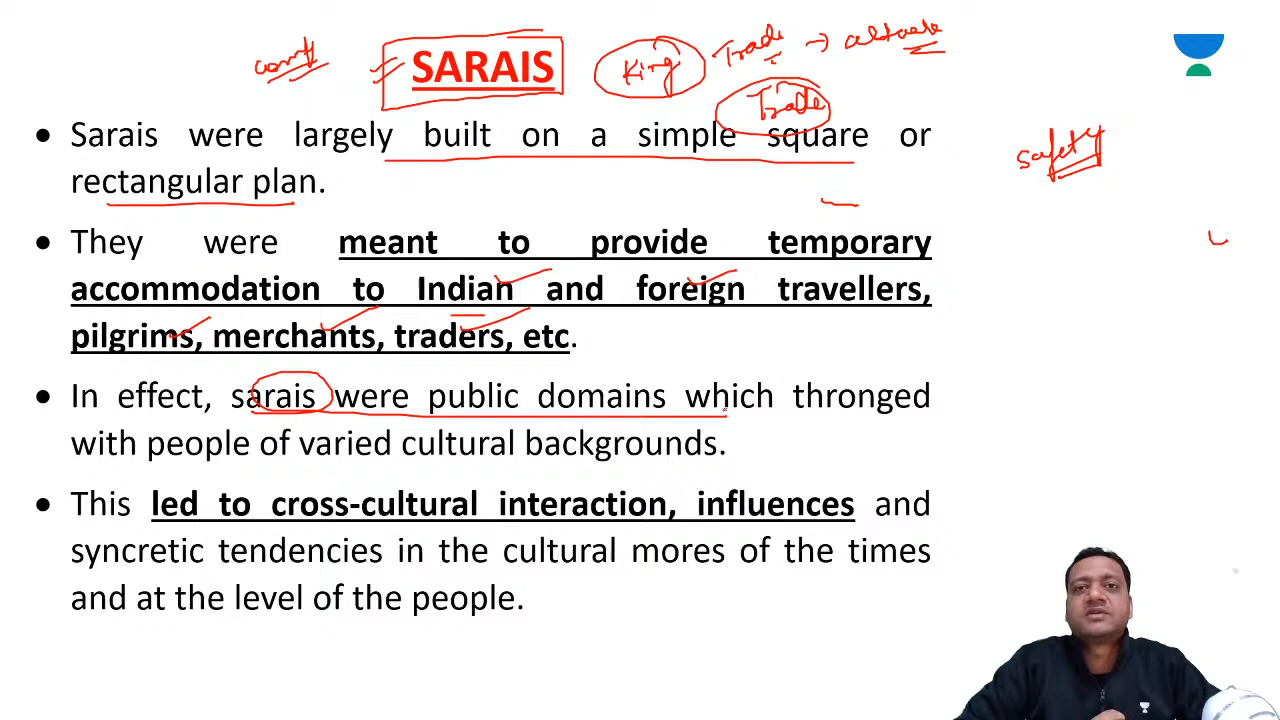 SARAIS
King
Trade →
Trade
safety
• Sarais were largely built on a simple square or
rectangular plan.
• They were meant to provide temporary
accommodation to Indian and foreign travellers,
pilgrims, merchants, traders, etc.
• In effect, sarais were public domains which thronged
with people of varied cultural backgrounds.
• This led to cross-cultural interaction, influences and
syncretic tendencies in the cultural mores of the times
and at the level of the people.